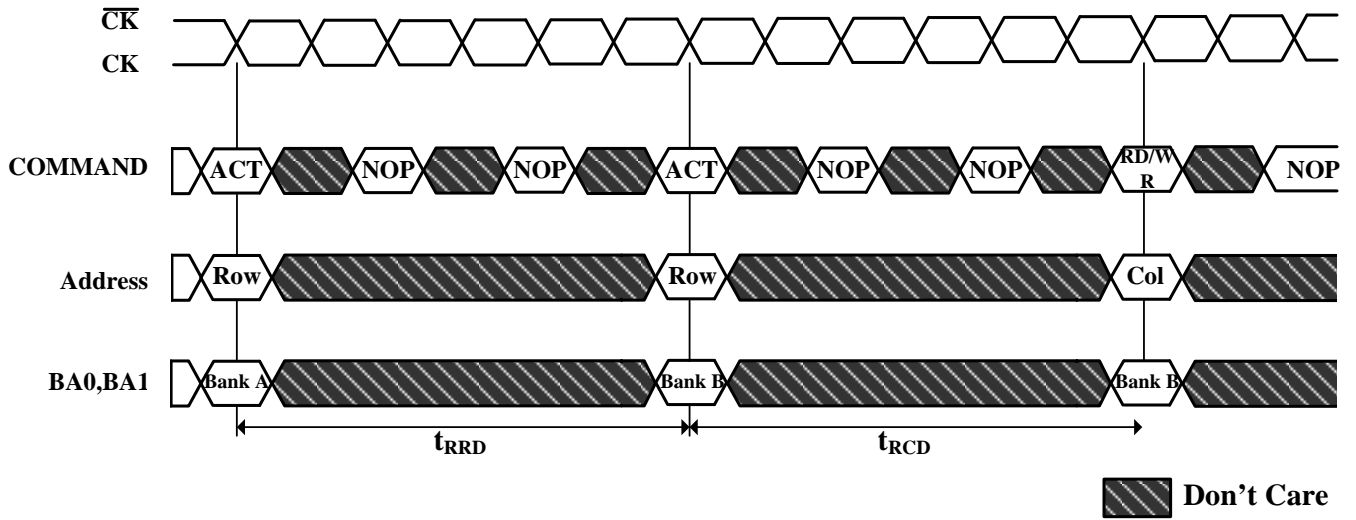 CK
CK
COMMAND ACT NOP NOP ACT NOP NOP RD/W
R NOP
Address Row Row Col
BA0,BA1 Bank A Bank B Bank B
tRRD tRCD
Don't Care